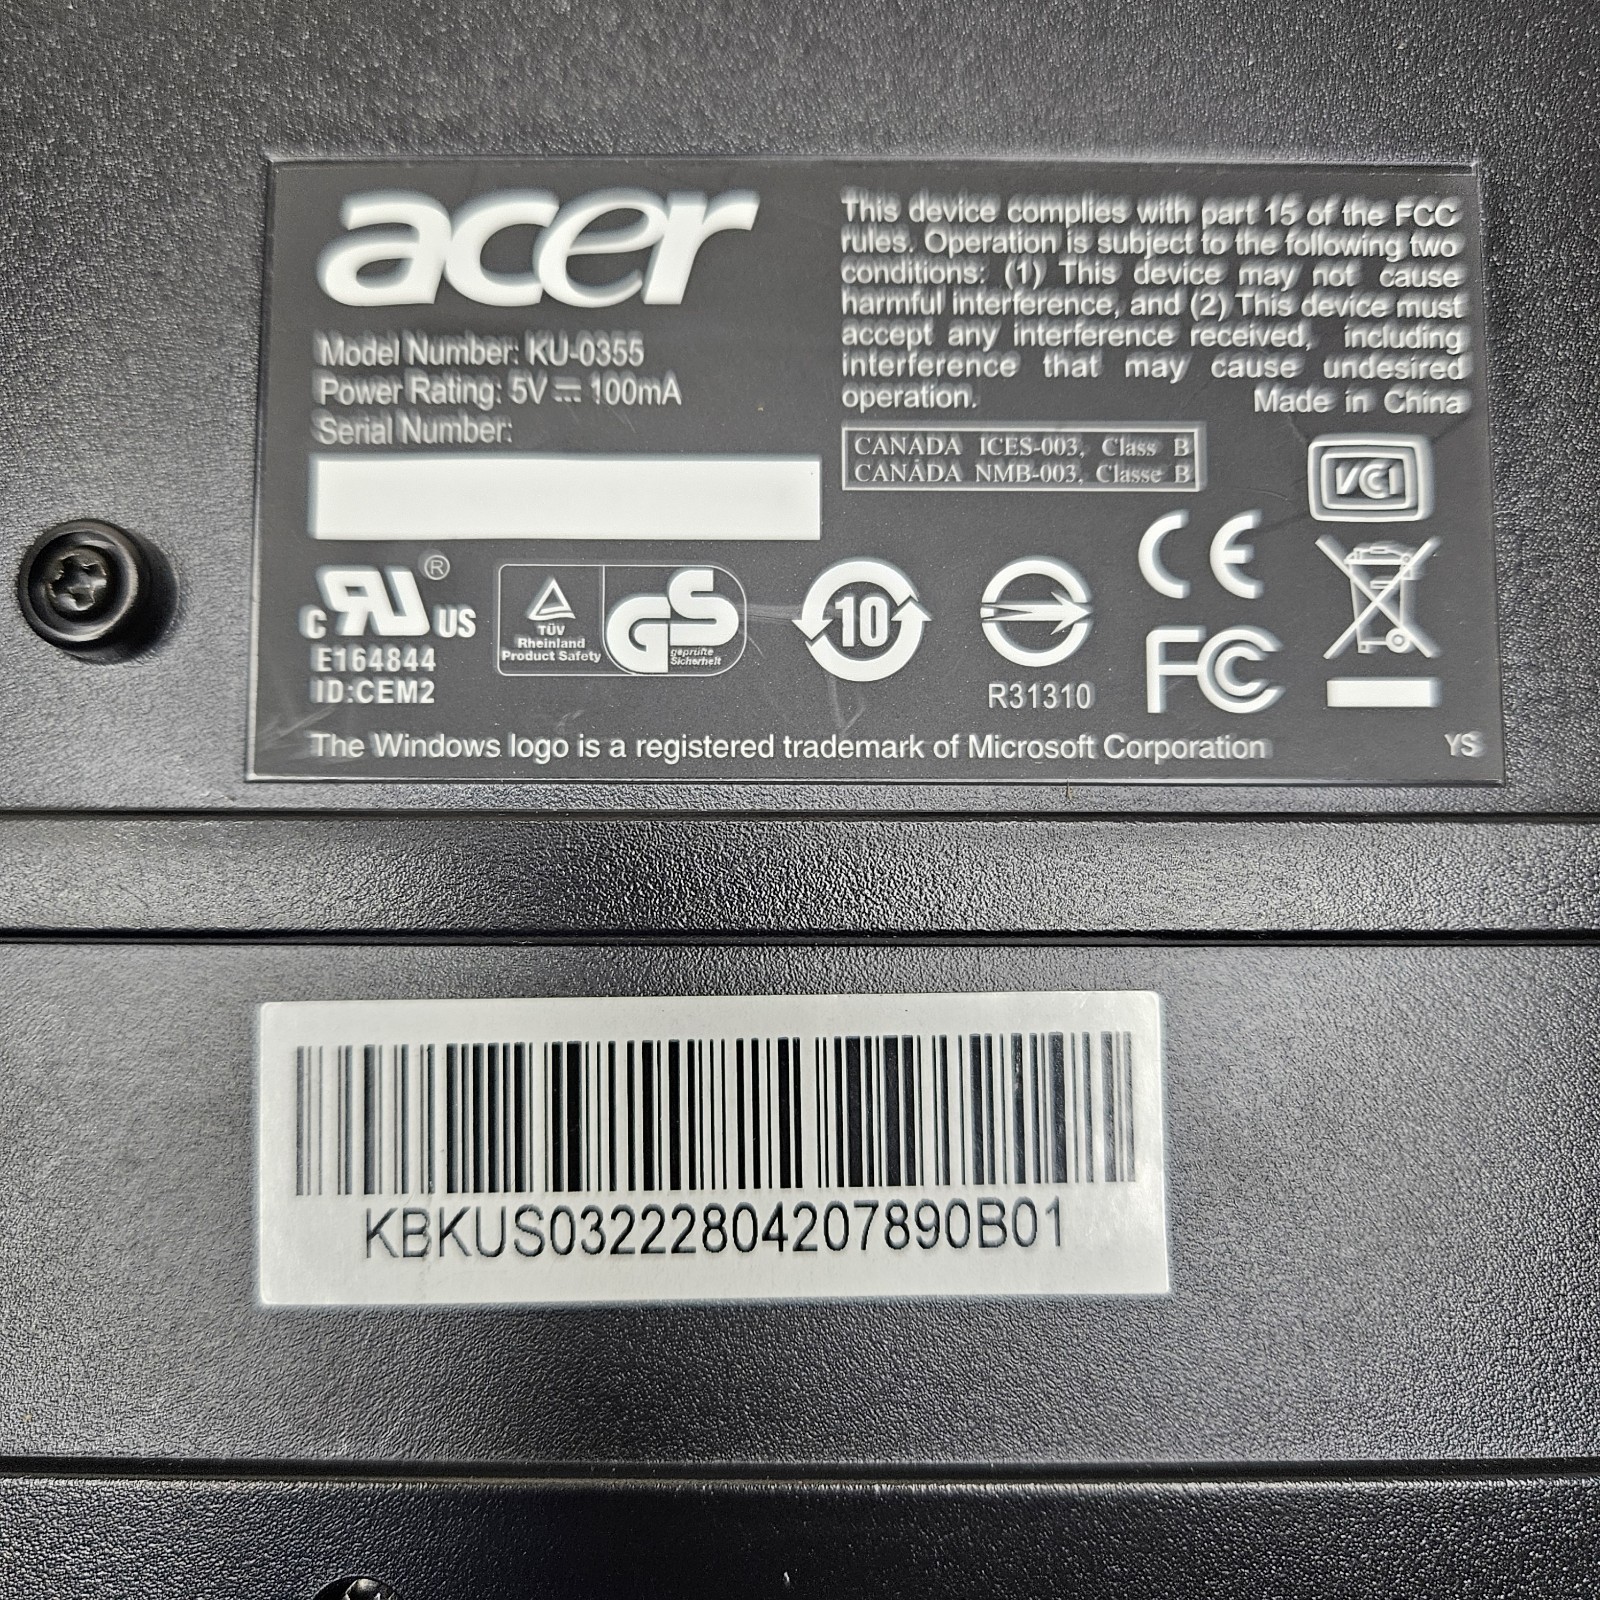 acer
Model Number: KU-0355
Power Rating: 5V ⎓ 100mA
Serial Number:
This device complies with part 15 of the FCC
rules. Operation is subject to the following two
conditions: (1) This device may not cause
harmful interference, and (2) This device must
accept any interference received, including
interference that may cause undesired
operation. Made in China
CANADA ICES-003, Class B
CANADA NMB-003, Classe B
VCI
C RU ® US
E164844
ID:CEM2
TÜV
Rheinland
Product Safety
GS
geprüfte
Sicherheit
10
R31310
CE
FC
The Windows logo is a registered trademark of Microsoft Corporation YS
KBKUS03222804207890B01